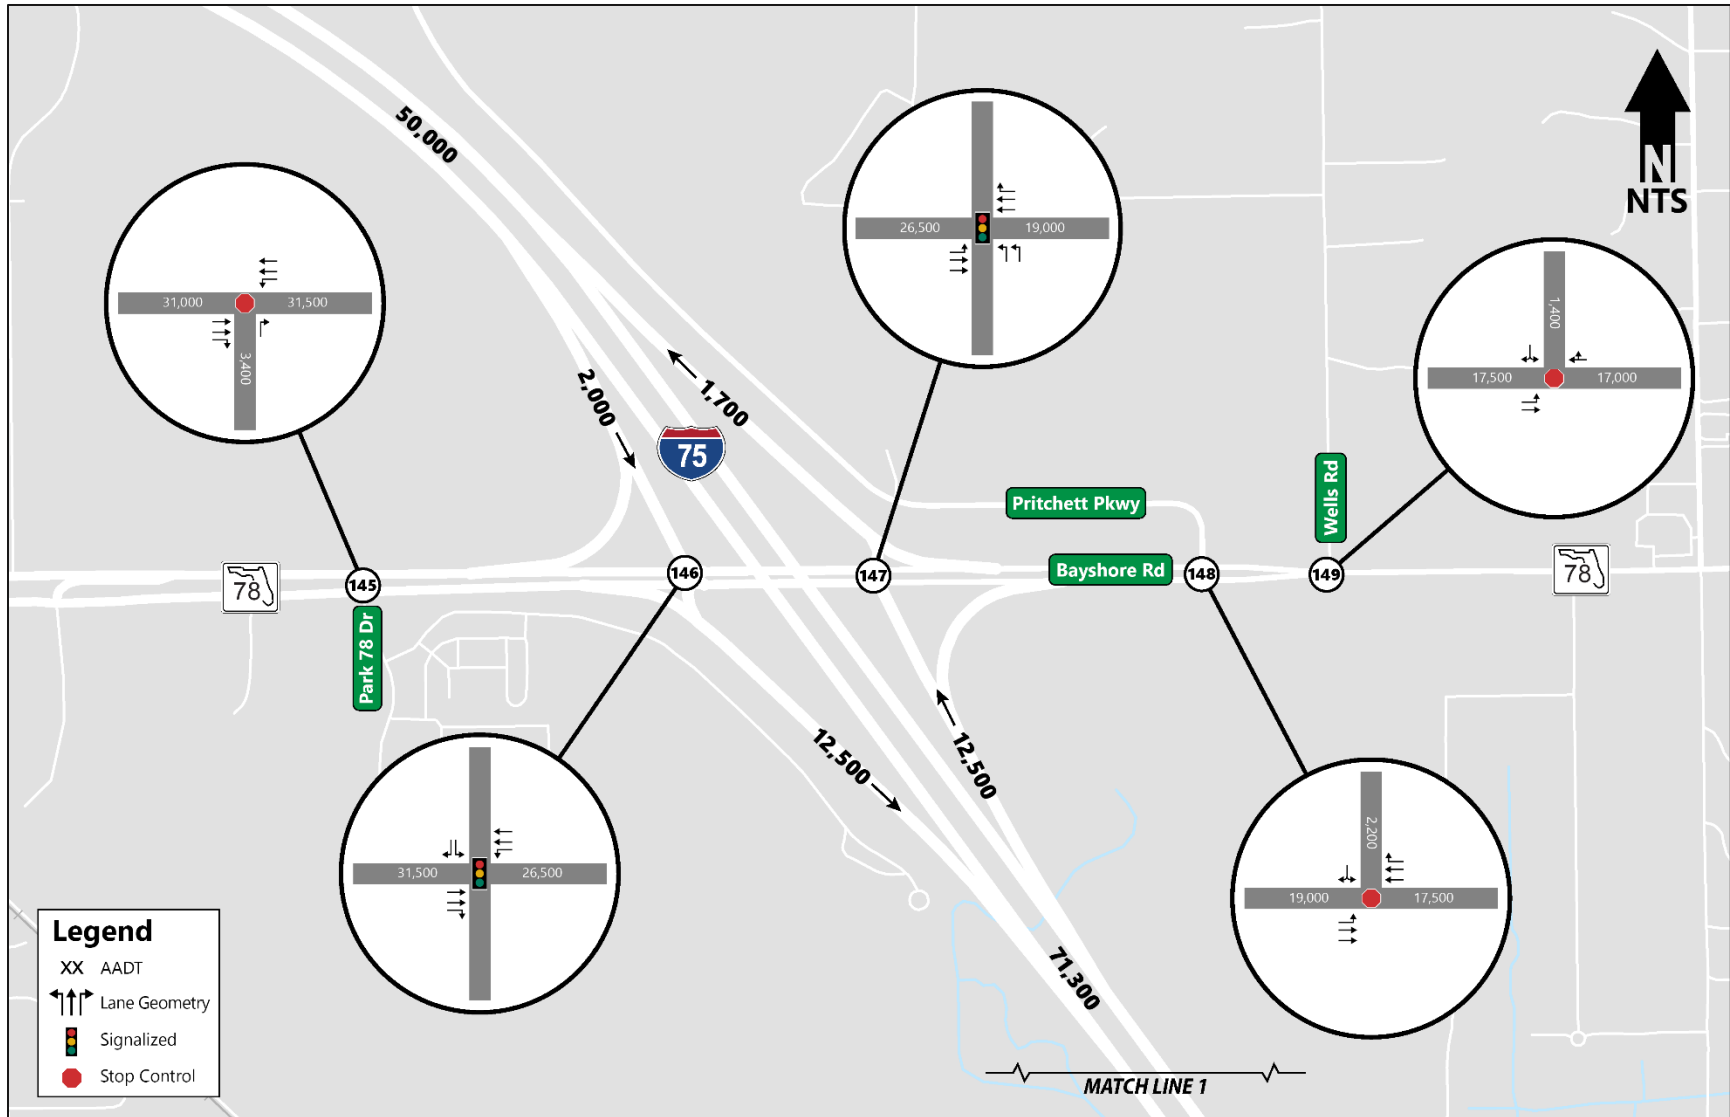 50,000
N
NTS
26,500
19,000
31,000
31,500
3,400
1,400
17,500
17,000
2,000
1,700
75
Pritchett Pkwy
Wells Rd
78
145
146
147
Bayshore Rd
148
149
78
Park 78 Dr
12,500
12,500
31,500
26,500
2,200
19,000
17,500
71,300
Legend
XX AADT
Lane Geometry
Signalized
Stop Control
MATCH LINE 1